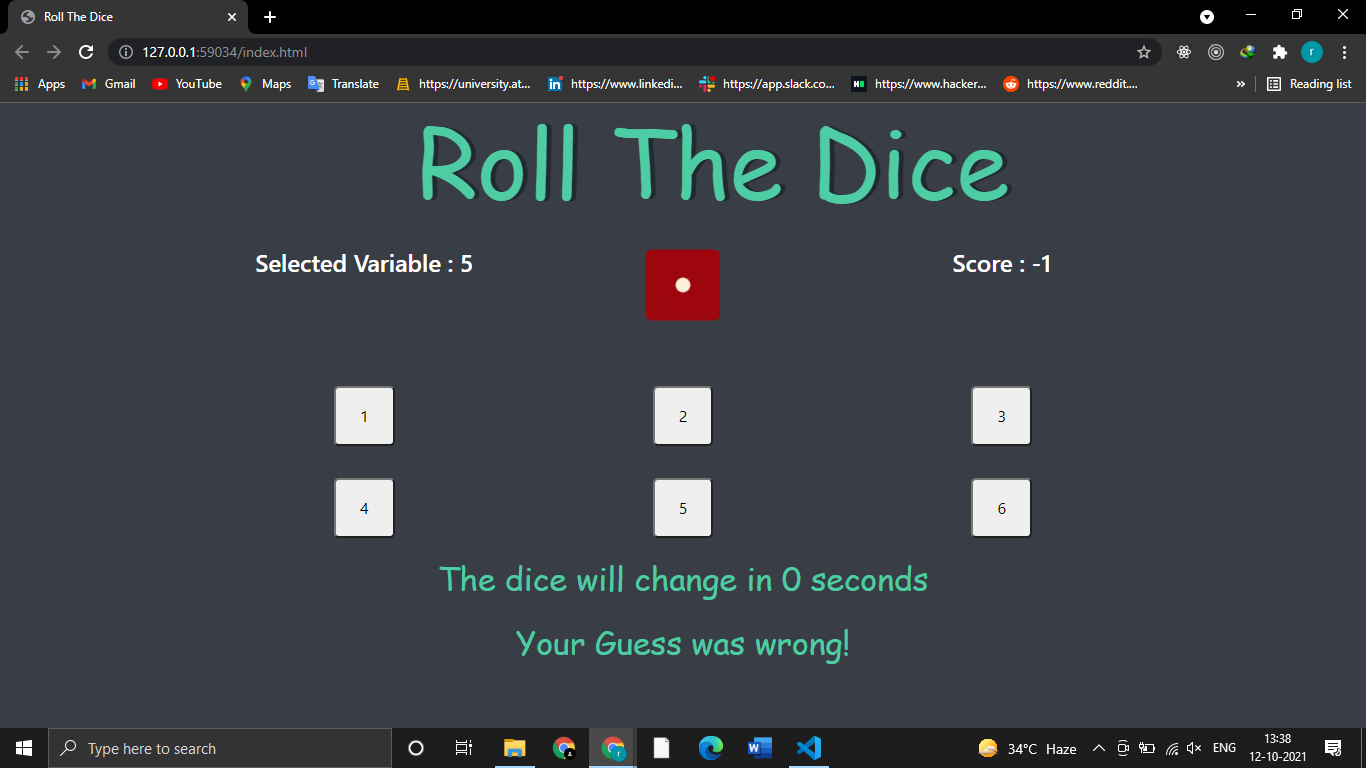 Roll The Dice
127.0.0.1:59034/index.html
r
Apps Gmail YouTube Maps Translate https://university.at... https://www.linkedi... https://app.slack.co... https://www.hacker... https://www.reddit.... » Reading list
Roll The Dice
Selected Variable : 5 Score : -1
1 2 3
4 5 6
The dice will change in 0 seconds
Your Guess was wrong!
Type here to search 34°C Haze ENG 13:38
12-10-2021